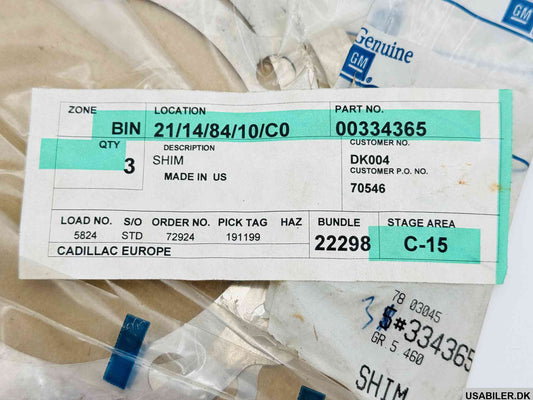 Genuine
GM
GM
ZONE
LOCATION
PART NO.
BIN 21/14/84/10/C0
00334365
QTY
3
DESCRIPTION
SHIM
MADE IN US
CUSTOMER NO.
DK004
CUSTOMER P.O. NO.
70546
LOAD NO. S/O ORDER NO. PICK TAG HAZ BUNDLE STAGE AREA
5824 STD 72924 191199 22298 C-15
CADILLAC EUROPE
78 03045
3 $#334365
GR 5 460
SHIM
USABILER.DK